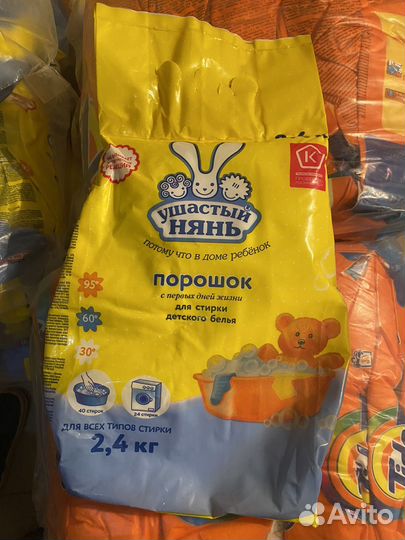 УШАСТЫЙ
НЯНЬ
потому что в доме ребёнок
порошок
с первых дней жизни
для стирки
детского белья
95°
60°
30°
40 стирок
24 стирки
ДЛЯ ВСЕХ ТИПОВ СТИРКИ
2,4 кг
К
Tide
Avito